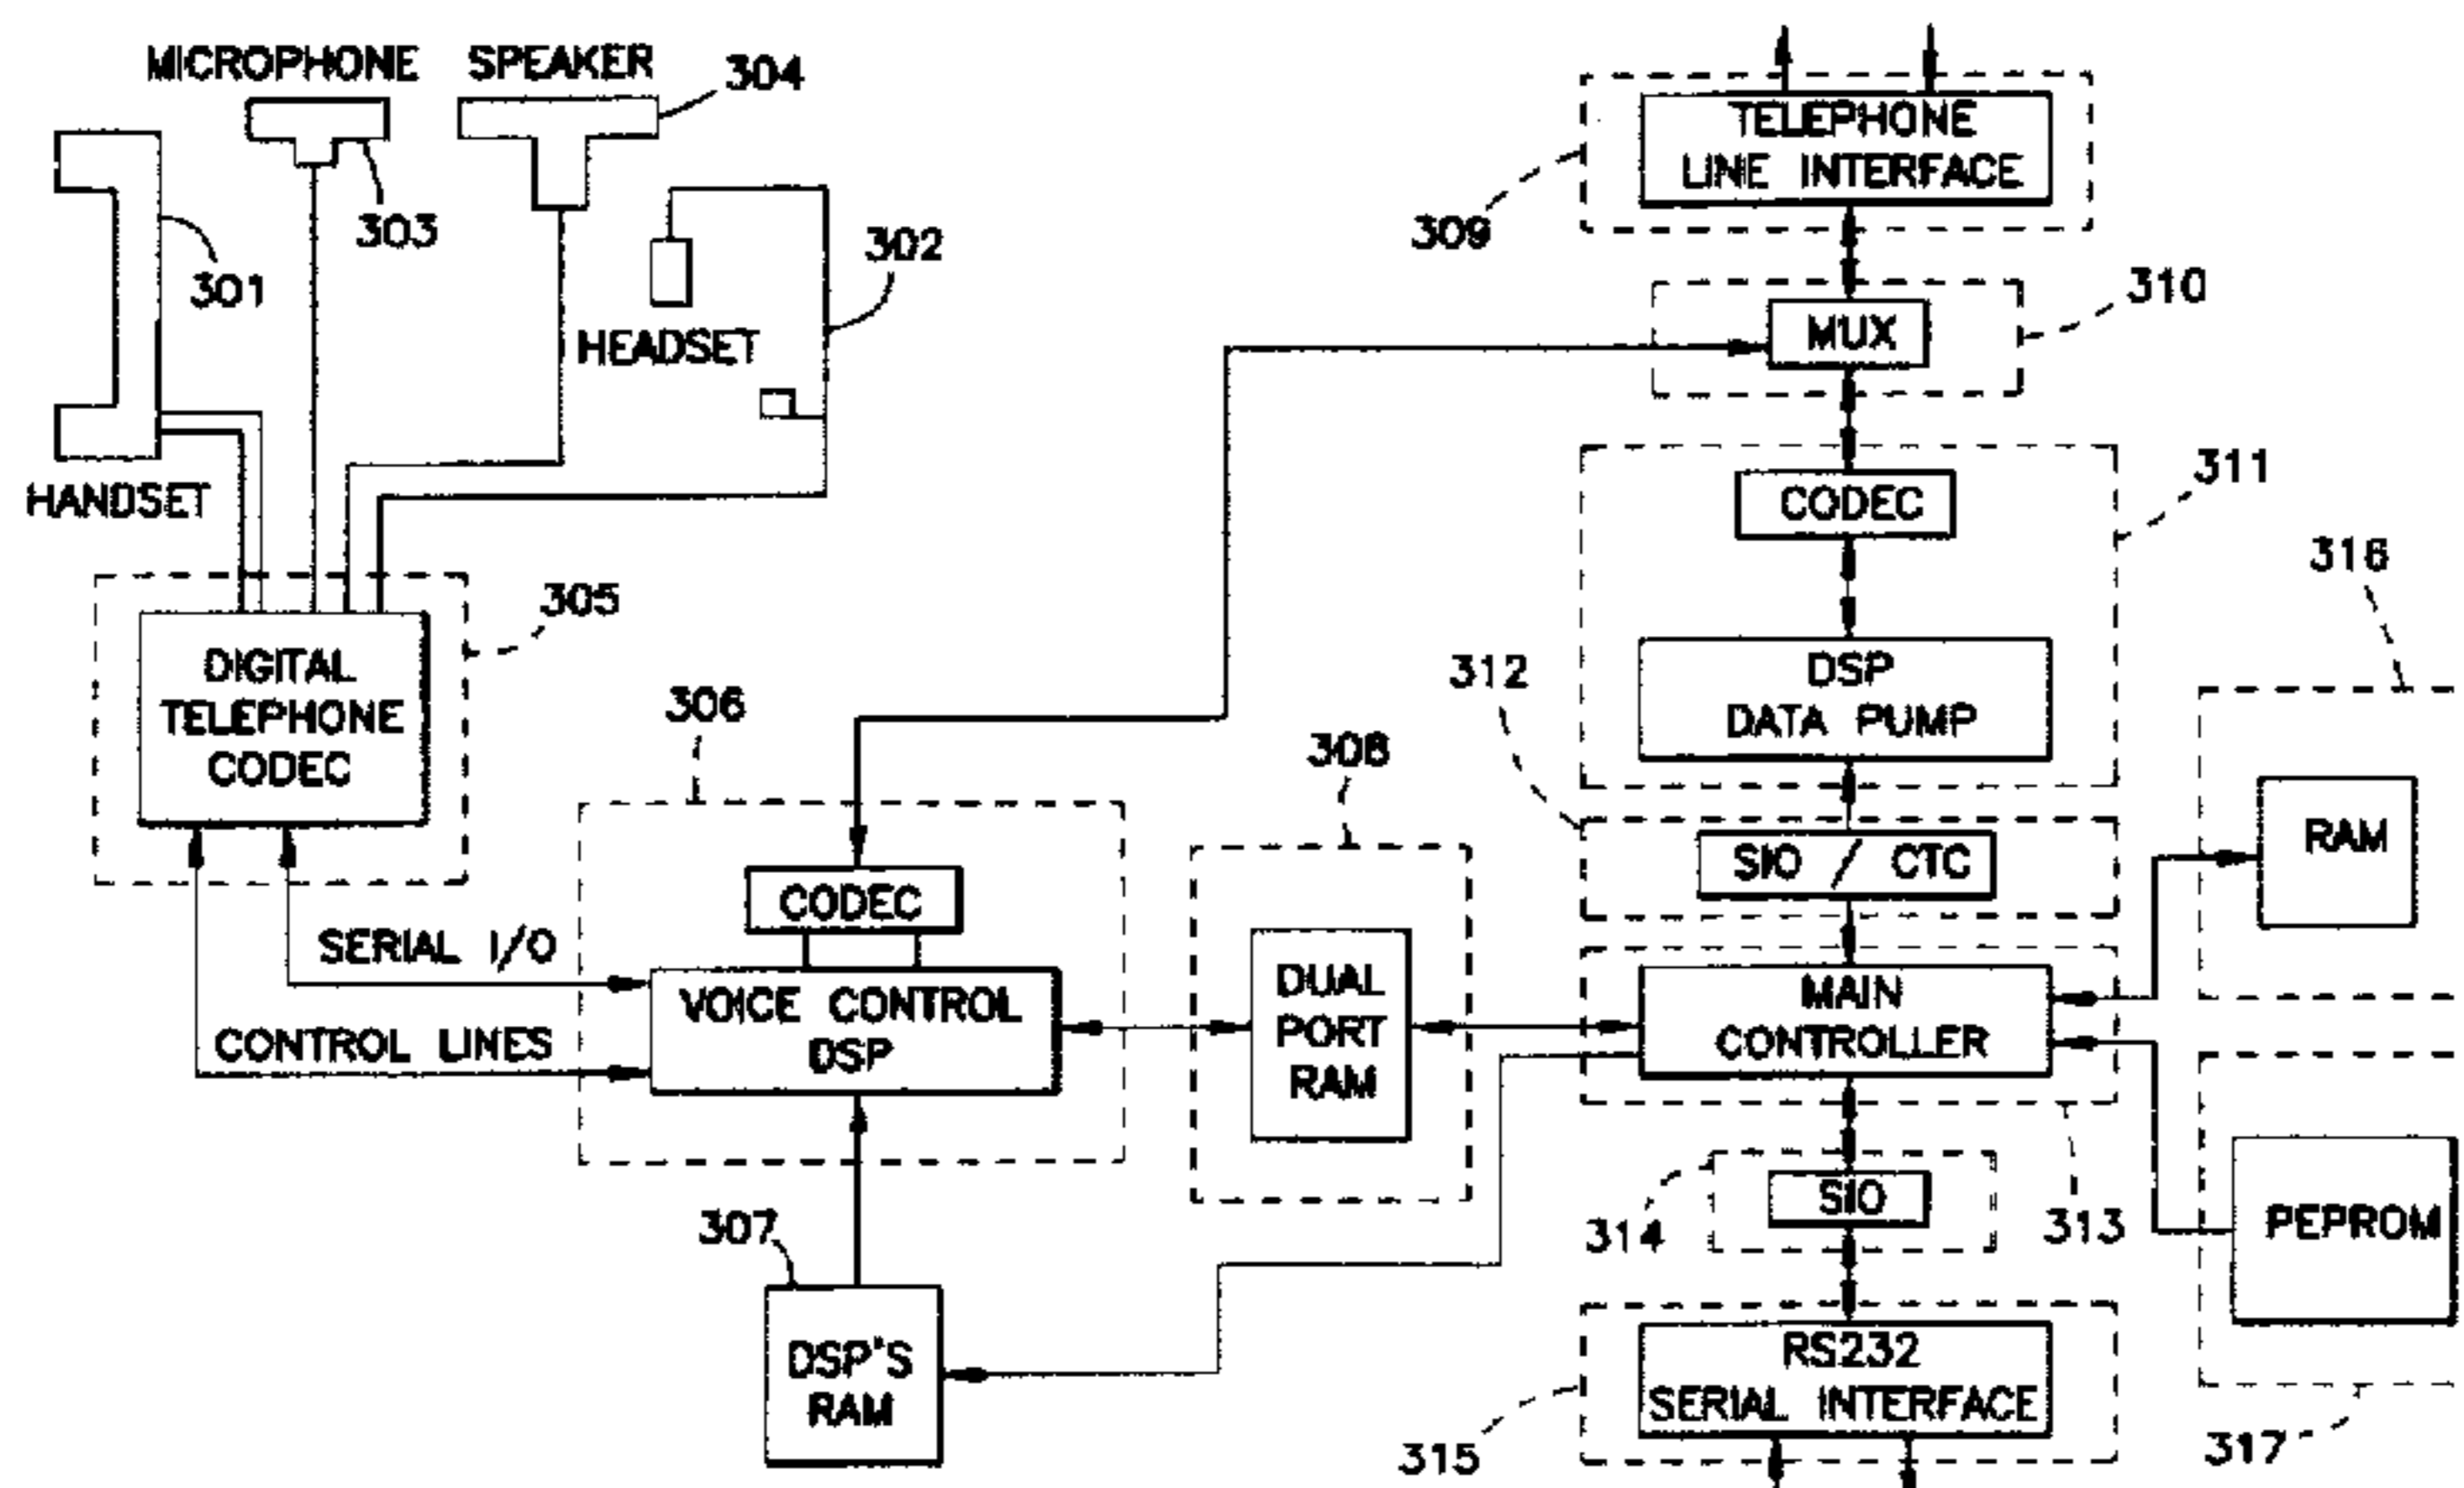 MICROPHONE
SPEAKER
304
303
301
302
HEADSET
HANDSET
305
DIGITAL
TELEPHONE
CODEC
SERIAL I/O
CONTROL LINES
306
CODEC
VOICE CONTROL
DSP
307
DSP'S
RAM
308
DUAL
PORT
RAM
TELEPHONE
LINE INTERFACE
309
310
MUX
311
CODEC
DSP
DATA PUMP
312
SIO / CTC
MAIN
CONTROLLER
313
314
SIO
RS232
SERIAL INTERFACE
315
316
RAM
PEPROM
317